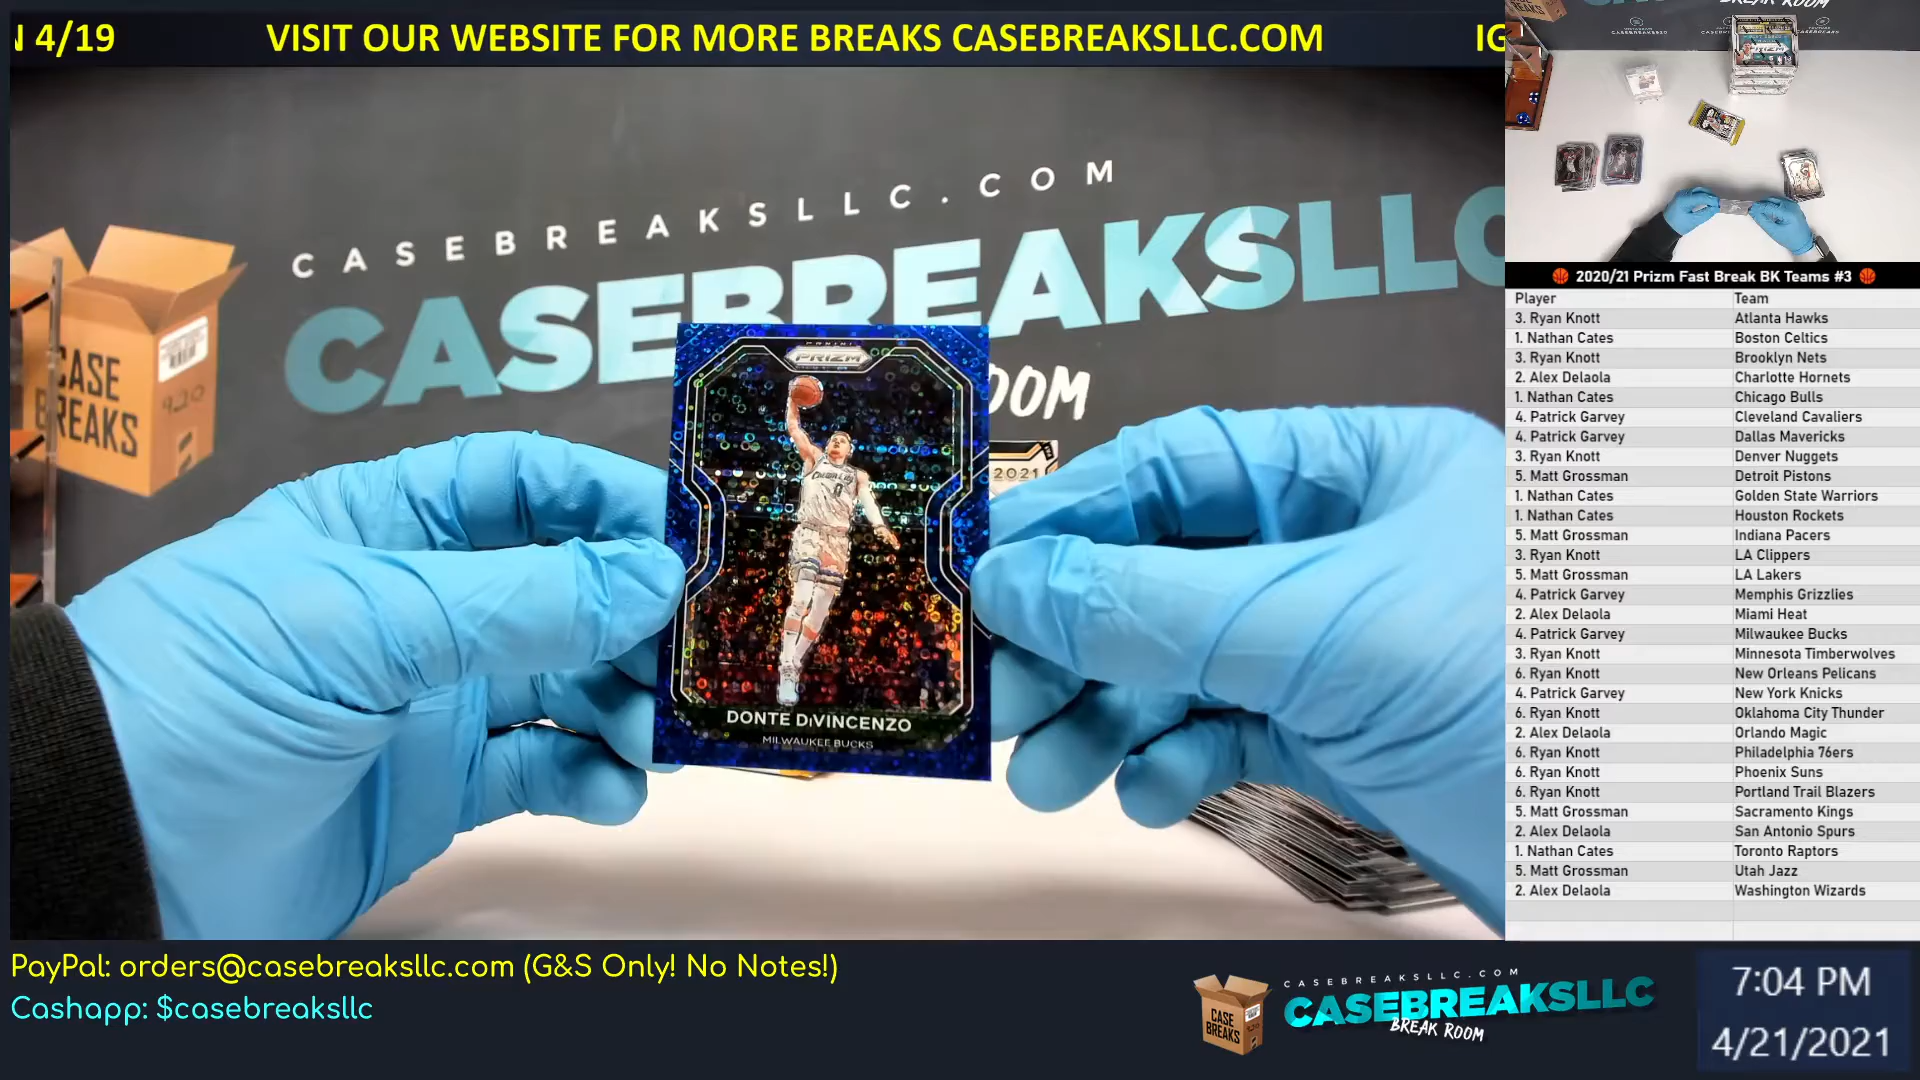 N 4/19 VISIT OUR WEBSITE FOR MORE BREAKS CASEBREAKSLLC.COM IG
CASEBREAKSLLC.COM
CASEBREAKSLLC
OOM
CASE
BREAKS
2021
PANINI
PRIZM
DONTE DiVINCENZO
MILWAUKEE BUCKS
BREAK ROOM
2020/21 Prizm Fast Break BK Teams #3
Player Team
3. Ryan Knott Atlanta Hawks
1. Nathan Cates Boston Celtics
3. Ryan Knott Brooklyn Nets
2. Alex Delaola Charlotte Hornets
1. Nathan Cates Chicago Bulls
4. Patrick Garvey Cleveland Cavaliers
4. Patrick Garvey Dallas Mavericks
3. Ryan Knott Denver Nuggets
5. Matt Grossman Detroit Pistons
1. Nathan Cates Golden State Warriors
1. Nathan Cates Houston Rockets
5. Matt Grossman Indiana Pacers
3. Ryan Knott LA Clippers
5. Matt Grossman LA Lakers
4. Patrick Garvey Memphis Grizzlies
2. Alex Delaola Miami Heat
4. Patrick Garvey Milwaukee Bucks
3. Ryan Knott Minnesota Timberwolves
6. Ryan Knott New Orleans Pelicans
4. Patrick Garvey New York Knicks
6. Ryan Knott Oklahoma City Thunder
2. Alex Delaola Orlando Magic
6. Ryan Knott Philadelphia 76ers
6. Ryan Knott Phoenix Suns
6. Ryan Knott Portland Trail Blazers
5. Matt Grossman Sacramento Kings
2. Alex Delaola San Antonio Spurs
1. Nathan Cates Toronto Raptors
5. Matt Grossman Utah Jazz
2. Alex Delaola Washington Wizards
PayPal: orders@casebreaksllc.com (G&S Only! No Notes!)
Cashapp: $casebreaksllc
CASE
BREAKS
CASEBREAKSLLC.COM
CASEBREAKSLLC
BREAK ROOM
7:04 PM
4/21/2021